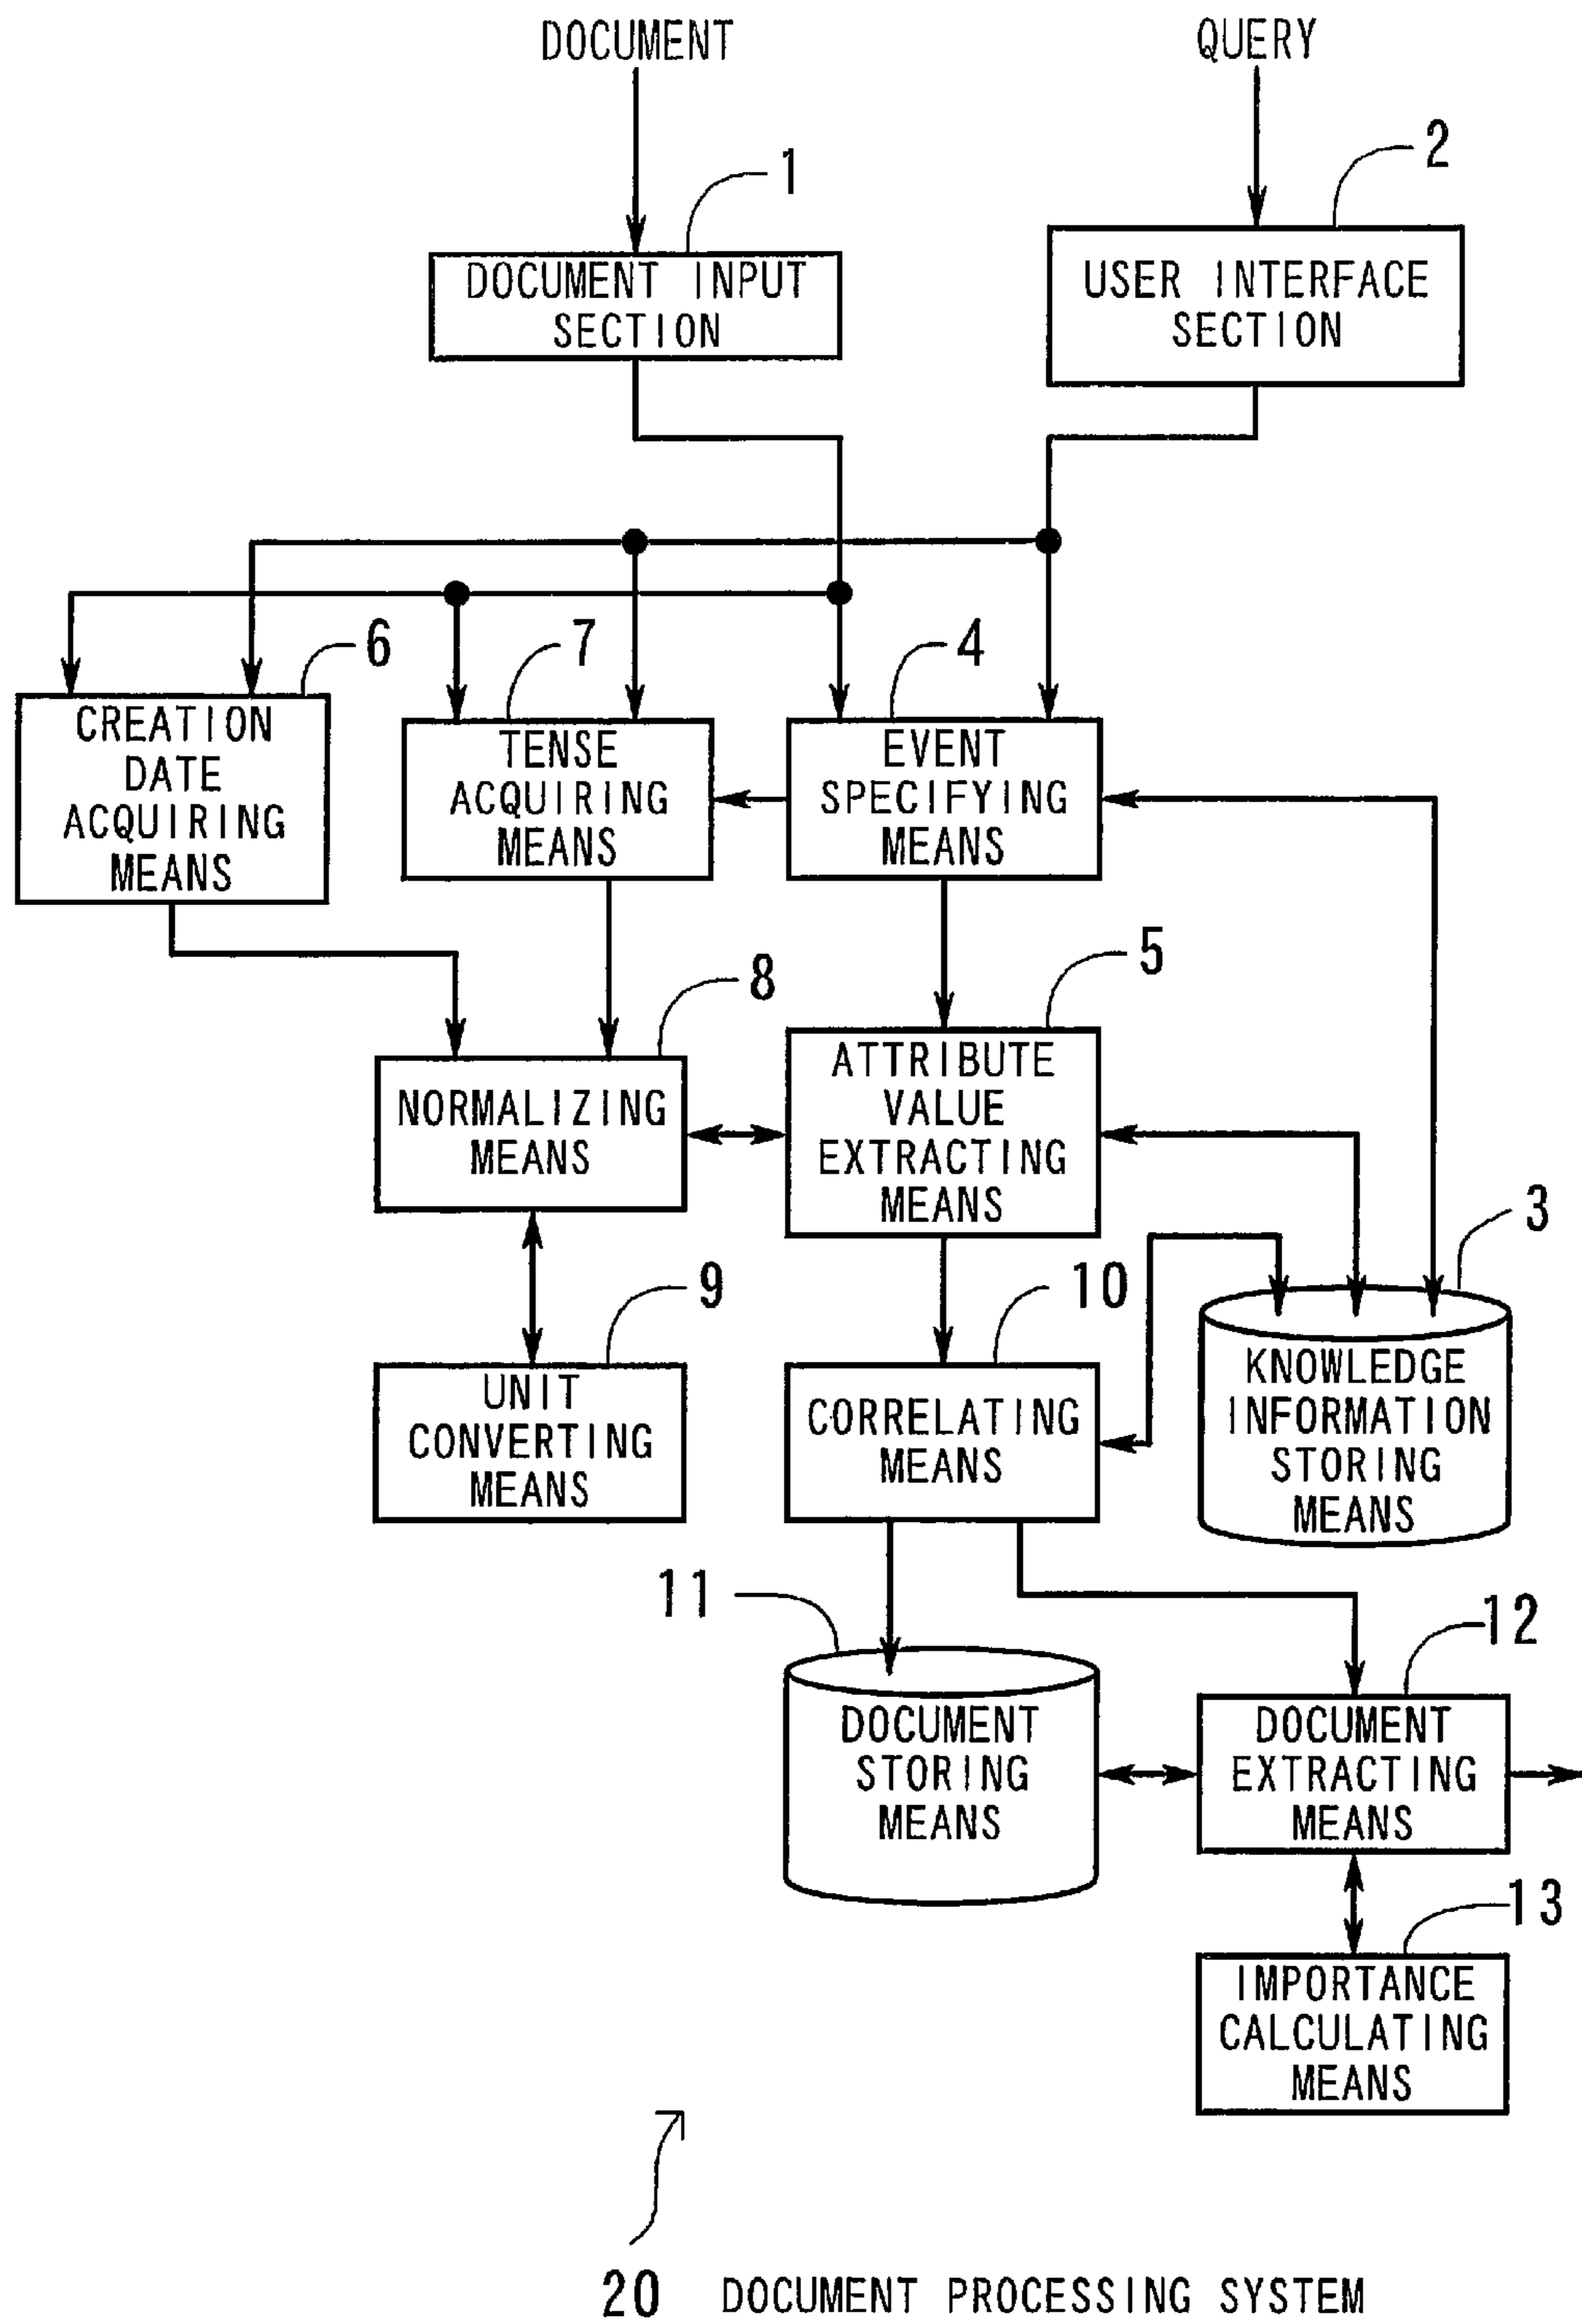 DOCUMENT
QUERY
1
2
DOCUMENT INPUT
SECTION
USER INTERFACE
SECTION
6
7
4
CREATION
DATE
ACQUIRING
MEANS
TENSE
ACQUIRING
MEANS
EVENT
SPECIFYING
MEANS
8
5
NORMALIZING
MEANS
ATTRIBUTE
VALUE
EXTRACTING
MEANS
3
9
10
UNIT
CONVERTING
MEANS
CORRELATING
MEANS
KNOWLEDGE
INFORMATION
STORING
MEANS
11
12
DOCUMENT
STORING
MEANS
DOCUMENT
EXTRACTING
MEANS
13
IMPORTANCE
CALCULATING
MEANS
20 DOCUMENT PROCESSING SYSTEM